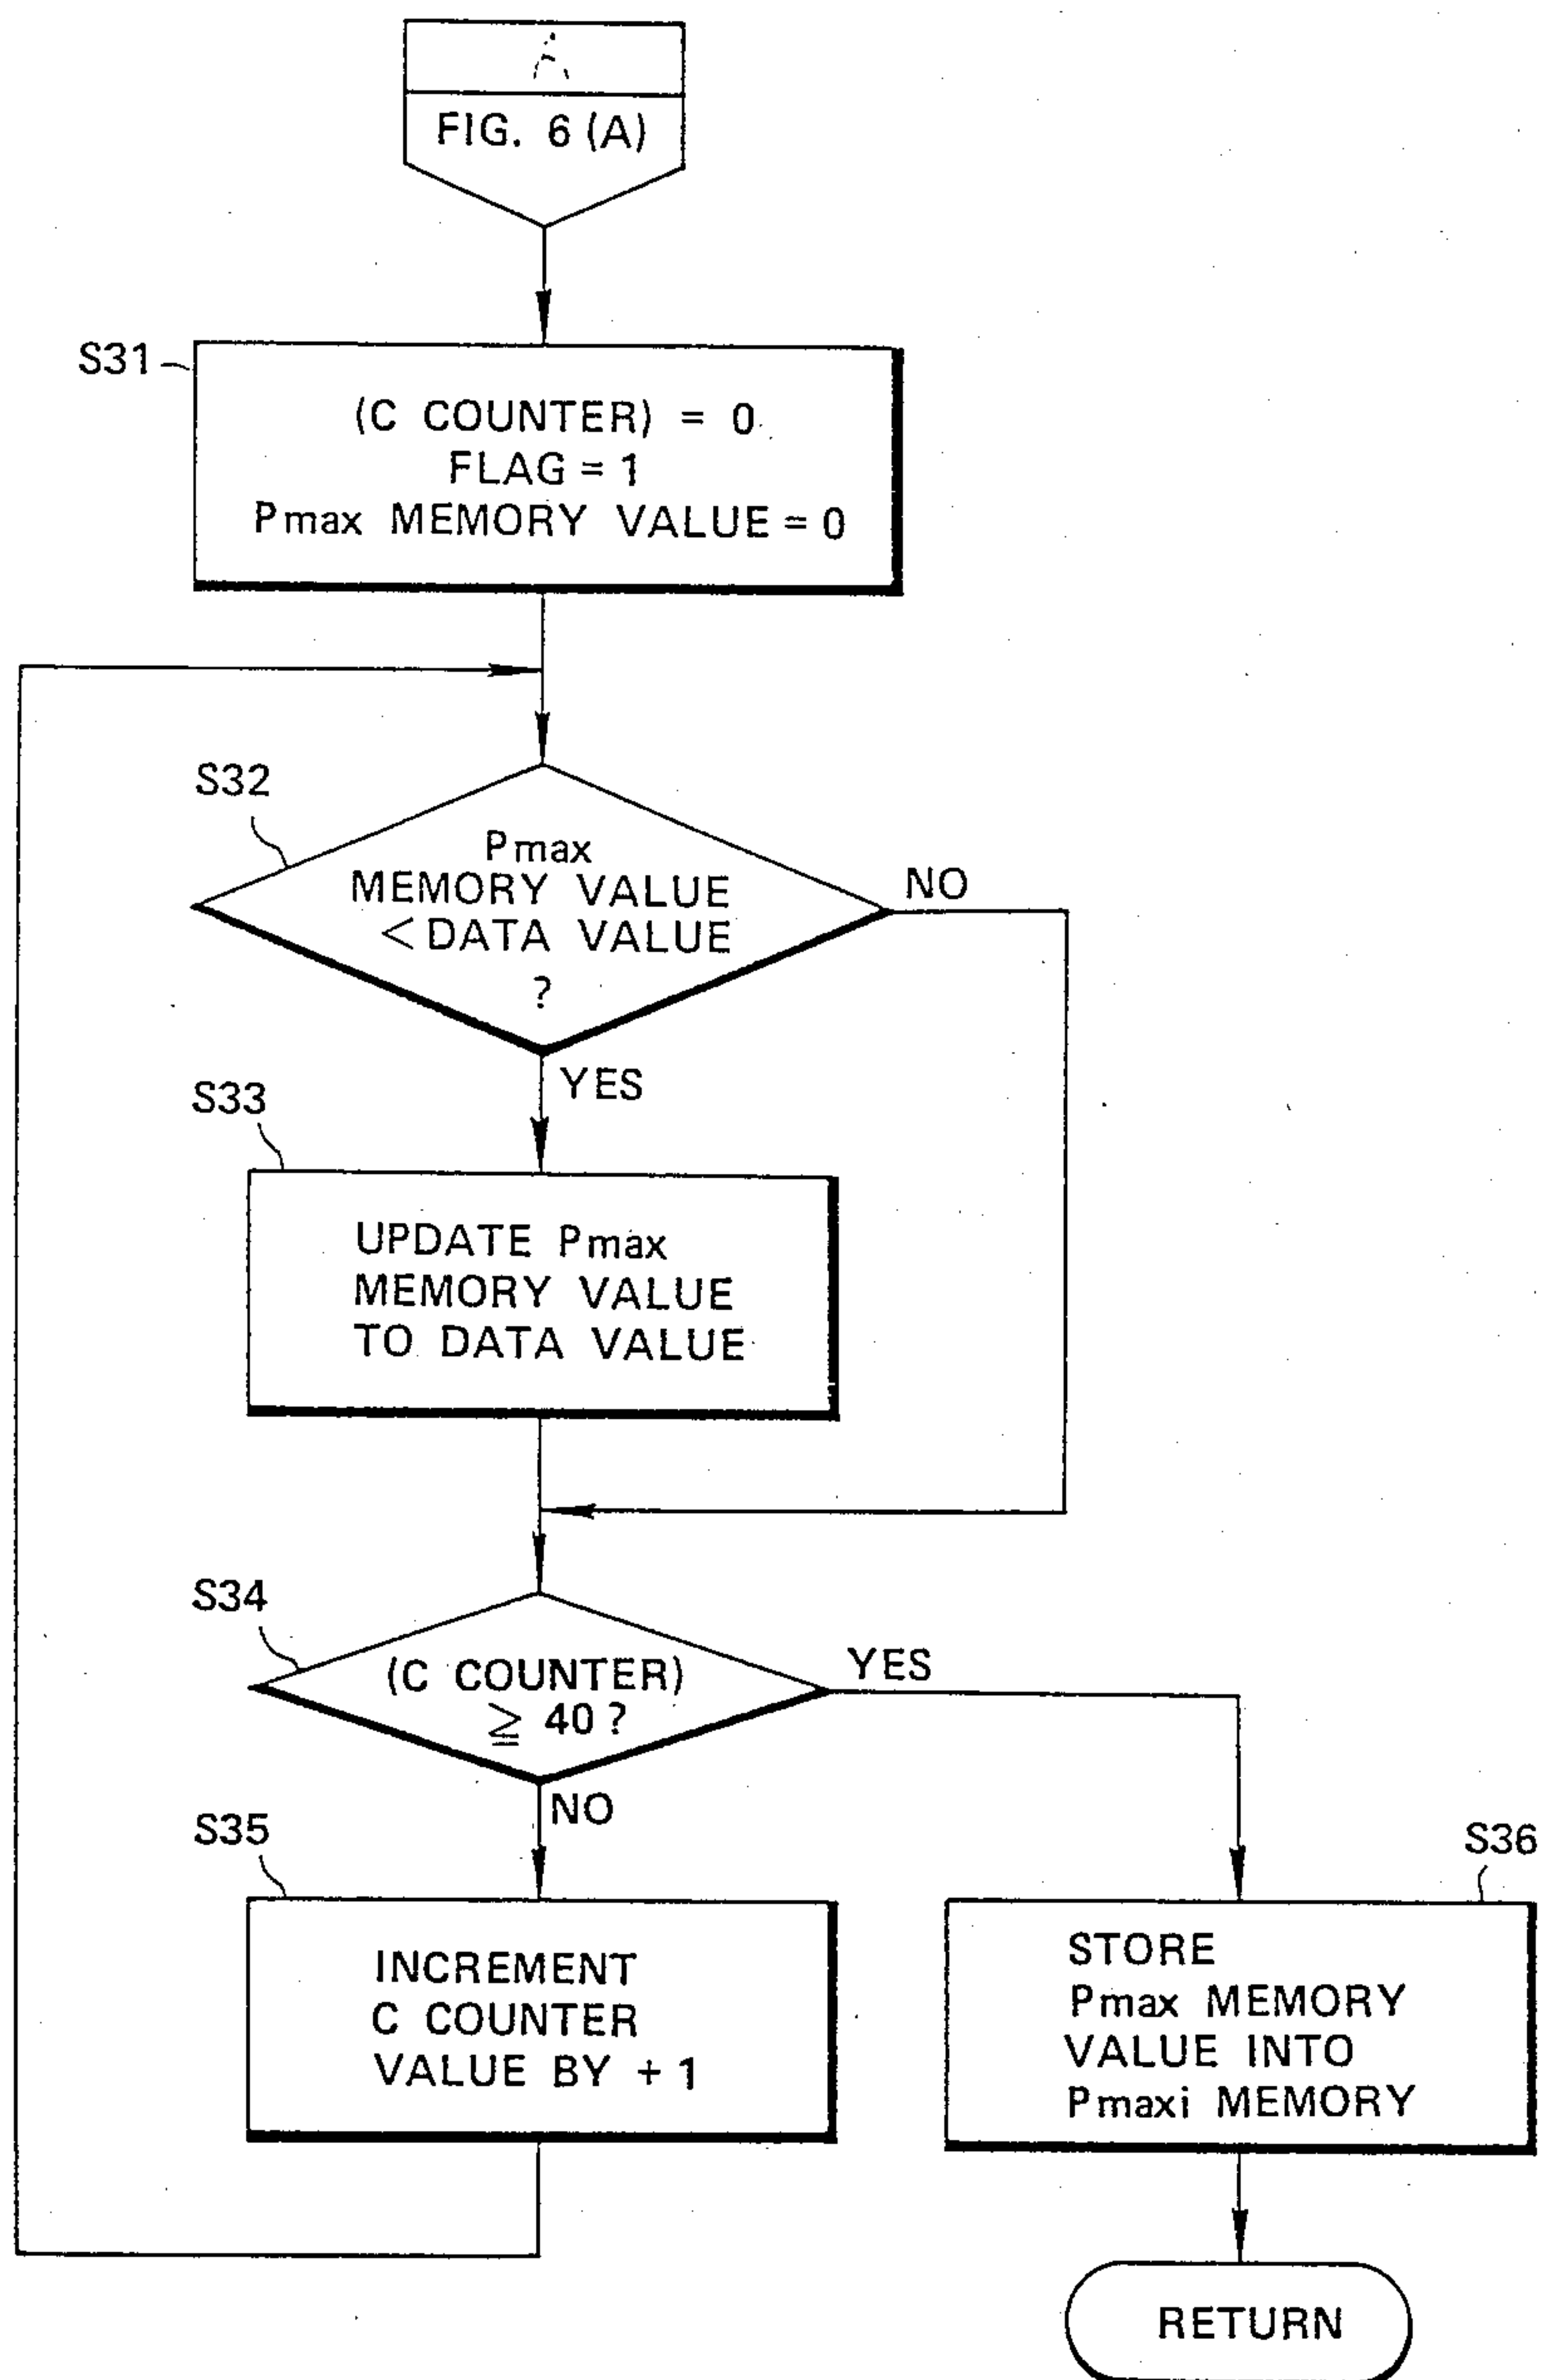 FIG. 6 (A)
S31
(C COUNTER) = 0
FLAG = 1
Pmax MEMORY VALUE = 0
S32
Pmax
MEMORY VALUE
< DATA VALUE
?
NO
YES
S33
UPDATE Pmax
MEMORY VALUE
TO DATA VALUE
S34
(C COUNTER)
≧ 40 ?
YES
NO
S35
INCREMENT
C COUNTER
VALUE BY + 1
S36
STORE
Pmax MEMORY
VALUE INTO
Pmaxi MEMORY
RETURN